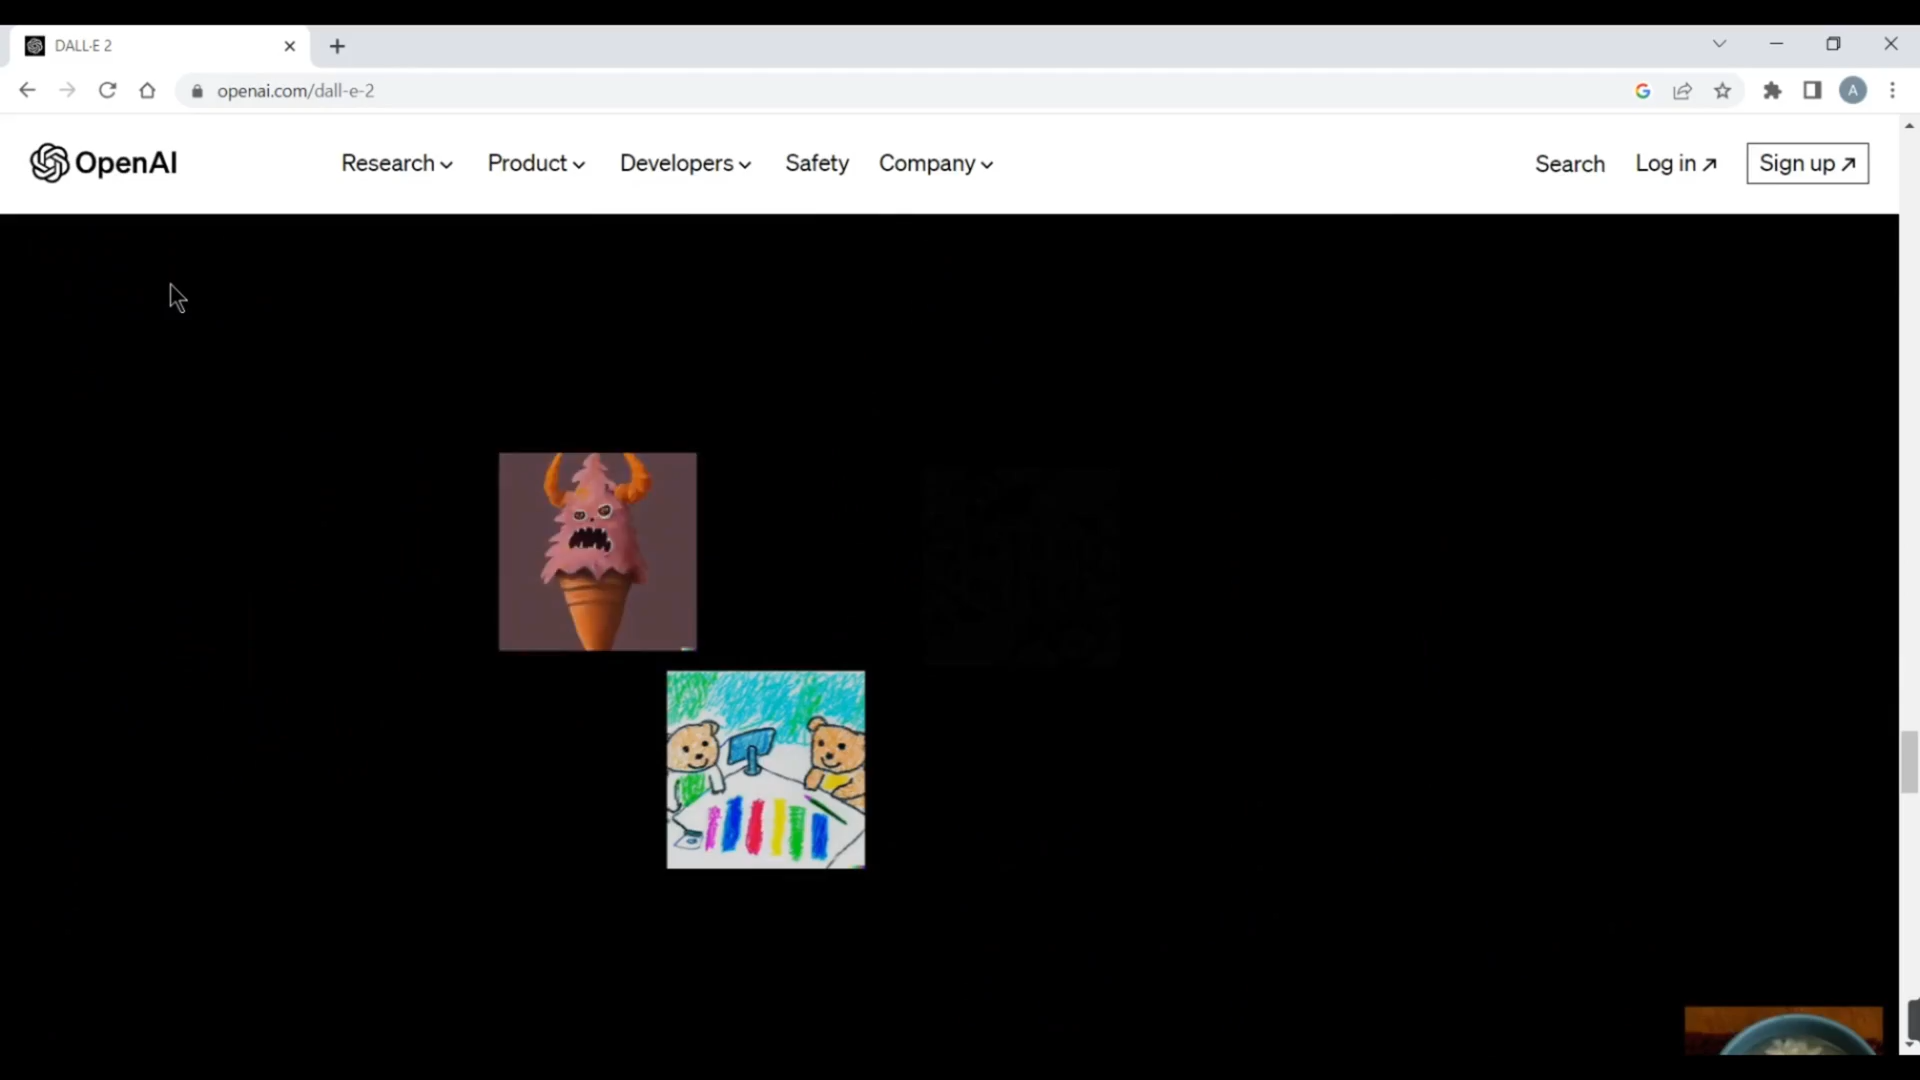 DALL·E 2
openai.com/dall-e-2
A
OpenAI
Research Product Developers Safety Company
Search Log in Sign up